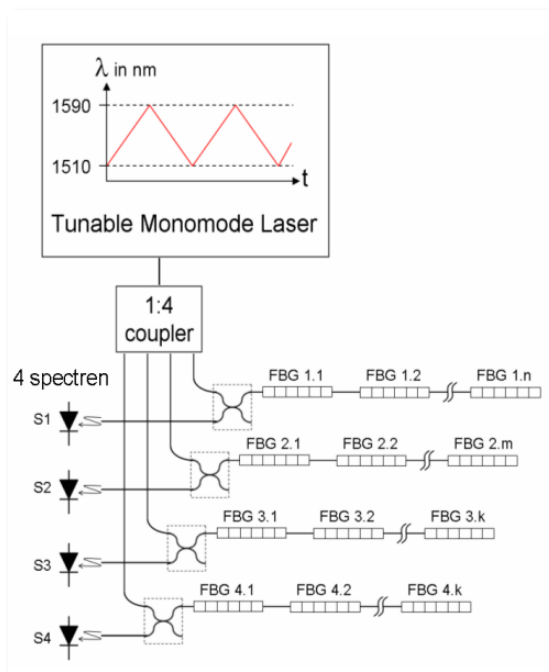 λ in nm
1590
1510
t
Tunable Monomode Laser
1:4
coupler
4 spectren
FBG 1.1 FBG 1.2 FBG 1.n
S1
FBG 2.1 FBG 2.2 FBG 2.m
S2
FBG 3.1 FBG 3.2 FBG 3.k
S3
FBG 4.1 FBG 4.2 FBG 4.k
S4